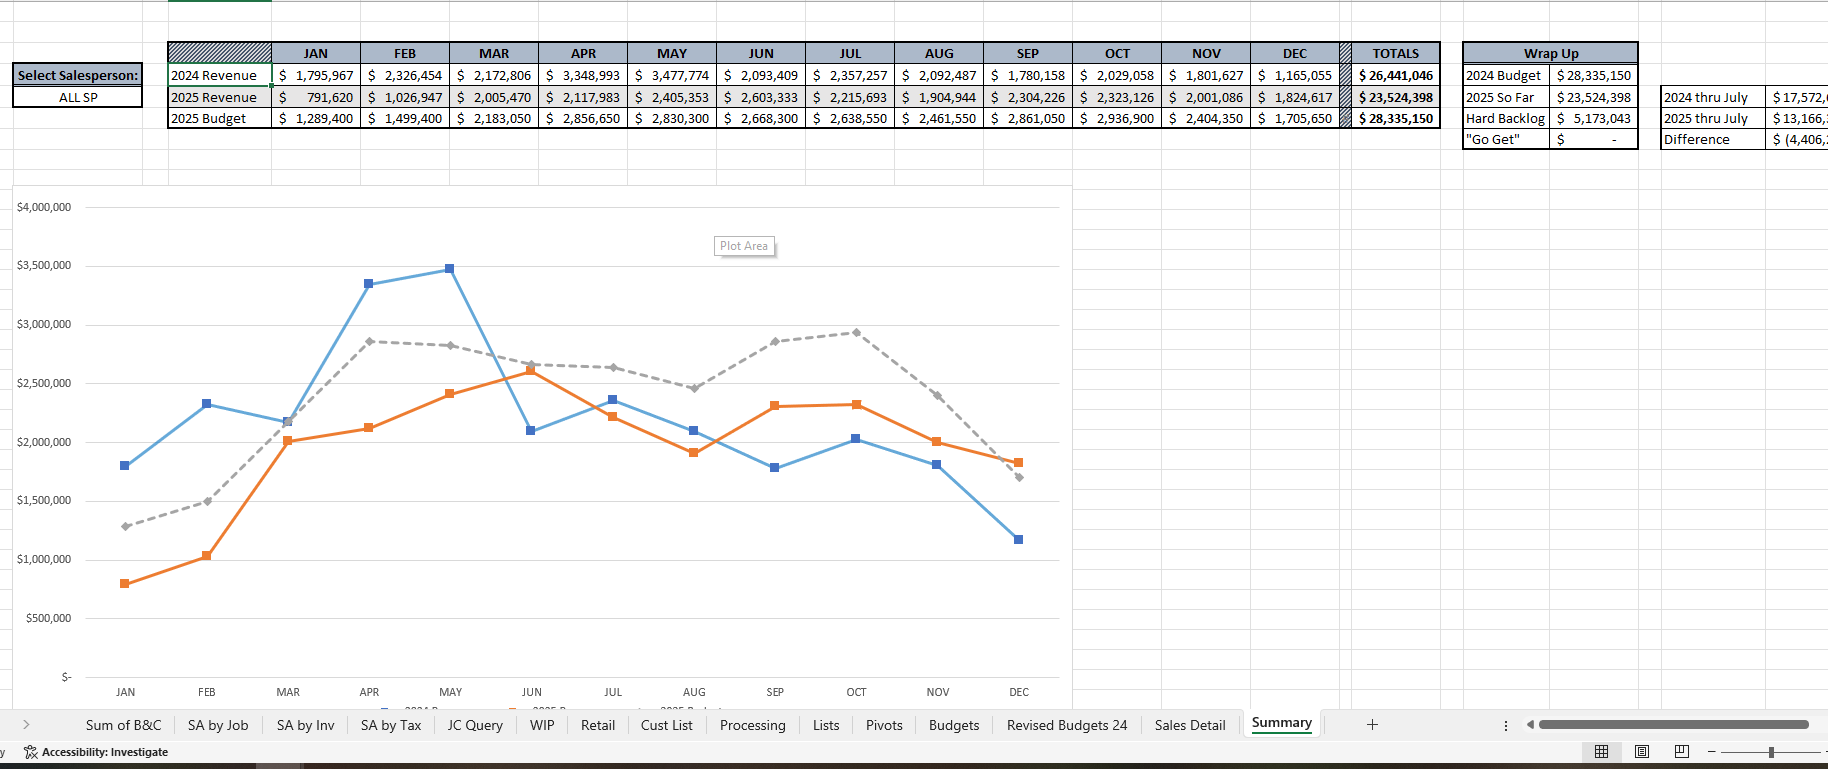 JAN FEB MAR APR MAY JUN JUL AUG SEP OCT NOV DEC TOTALS Wrap Up
Select Salesperson: 2024 Revenue $ 1,795,967 $ 2,326,454 $ 2,172,806 $ 3,348,993 $ 3,477,774 $ 2,093,409 $ 2,357,257 $ 2,092,487 $ 1,780,158 $ 2,029,058 $ 1,801,627 $ 1,165,055 $ 26,441,046 2024 Budget $ 28,335,150
ALL SP 2025 Revenue $ 791,620 $ 1,026,947 $ 2,005,470 $ 2,117,983 $ 2,405,353 $ 2,603,333 $ 2,215,693 $ 1,904,944 $ 2,304,226 $ 2,323,126 $ 2,001,086 $ 1,824,617 $ 23,524,398 2025 So Far $ 23,524,398 2024 thru July $ 17,572,
2025 Budget $ 1,289,400 $ 1,499,400 $ 2,183,050 $ 2,856,650 $ 2,830,300 $ 2,668,300 $ 2,638,550 $ 2,461,550 $ 2,861,050 $ 2,936,900 $ 2,404,350 $ 1,705,650 $ 28,335,150 Hard Backlog $ 5,173,043 2025 thru July $ 13,166,
"Go Get" $ - Difference $ (4,406,
$4,000,000
Plot Area
$3,500,000
$3,000,000
$2,500,000
$2,000,000
$1,500,000
$1,000,000
$500,000
$-
JAN FEB MAR APR MAY JUN JUL AUG SEP OCT NOV DEC
Sum of B&C SA by Job SA by Inv SA by Tax JC Query WIP Retail Cust List Processing Lists Pivots Budgets Revised Budgets 24 Sales Detail Summary
Accessibility: Investigate